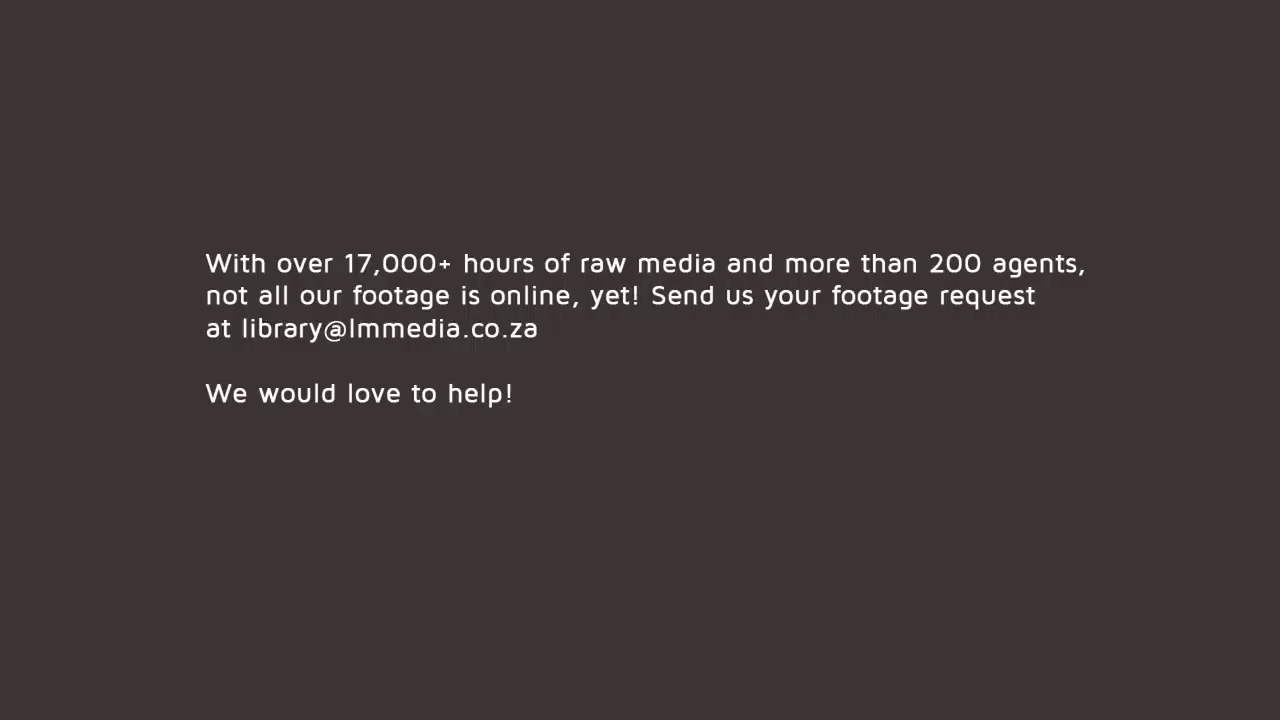 With over 17,000+ hours of raw media and more than 200 agents,
not all our footage is online, yet! Send us your footage request
at library@lmmedia.co.za
We would love to help!